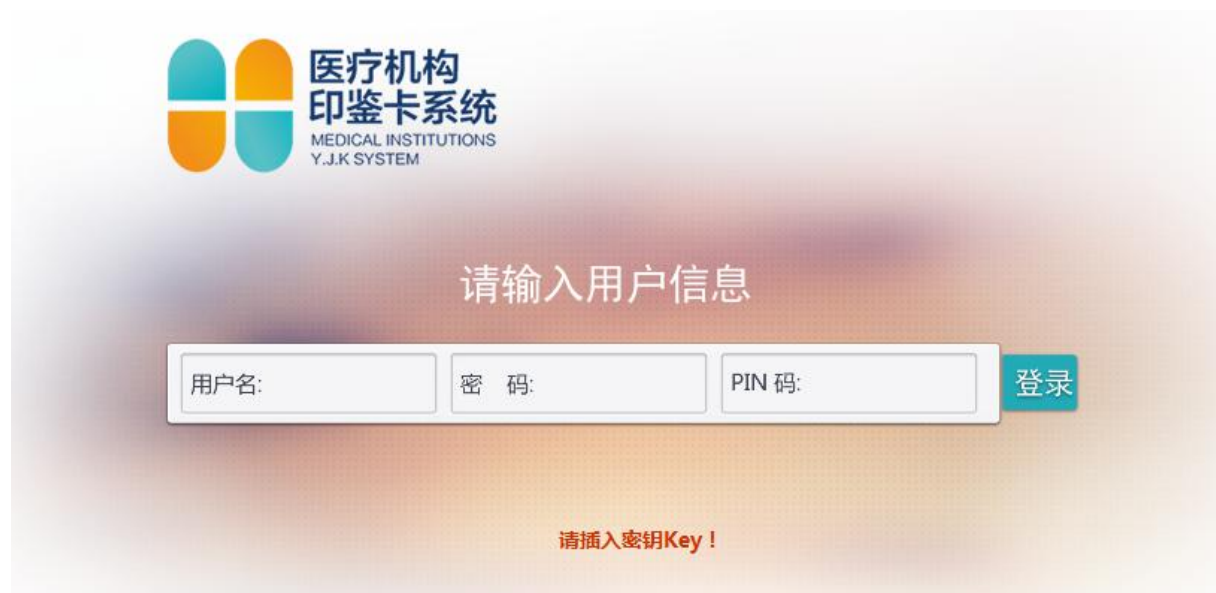 医疗机构
印鉴卡系统
MEDICAL INSTITUTIONS
Y.J.K SYSTEM
请输入用户信息
用户名: 密 码: PIN 码: 登录
请插入密钥Key！